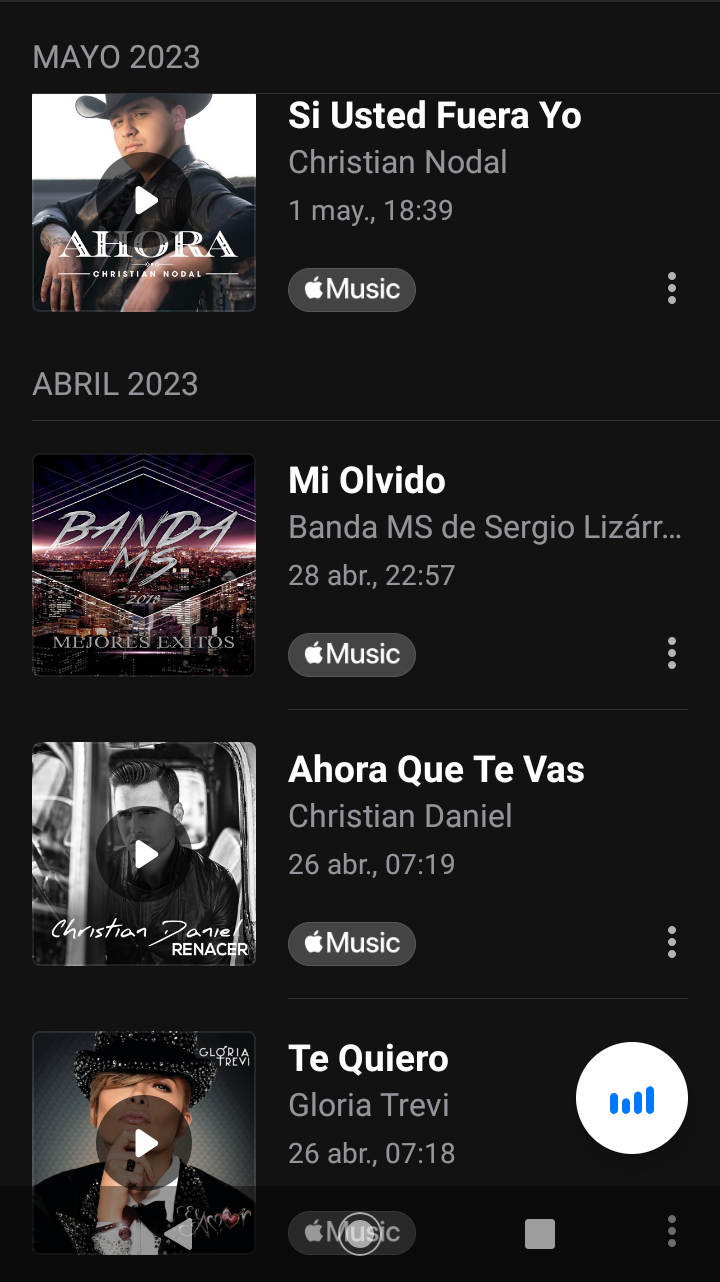 MAYO 2023
Si Usted Fuera Yo
Christian Nodal
1 may., 18:39
AHORA
CHRISTIAN NODAL
Music
ABRIL 2023
Mi Olvido
Banda MS de Sergio Lizárr...
28 abr., 22:57
BANDA
MS
2018
MEJORES EXITOS
Music
Ahora Que Te Vas
Christian Daniel
26 abr., 07:19
Christian Daniel
RENACER
Music
Te Quiero
Gloria Trevi
26 abr., 07:18
GLORIA
TREVI
El Amor
Music